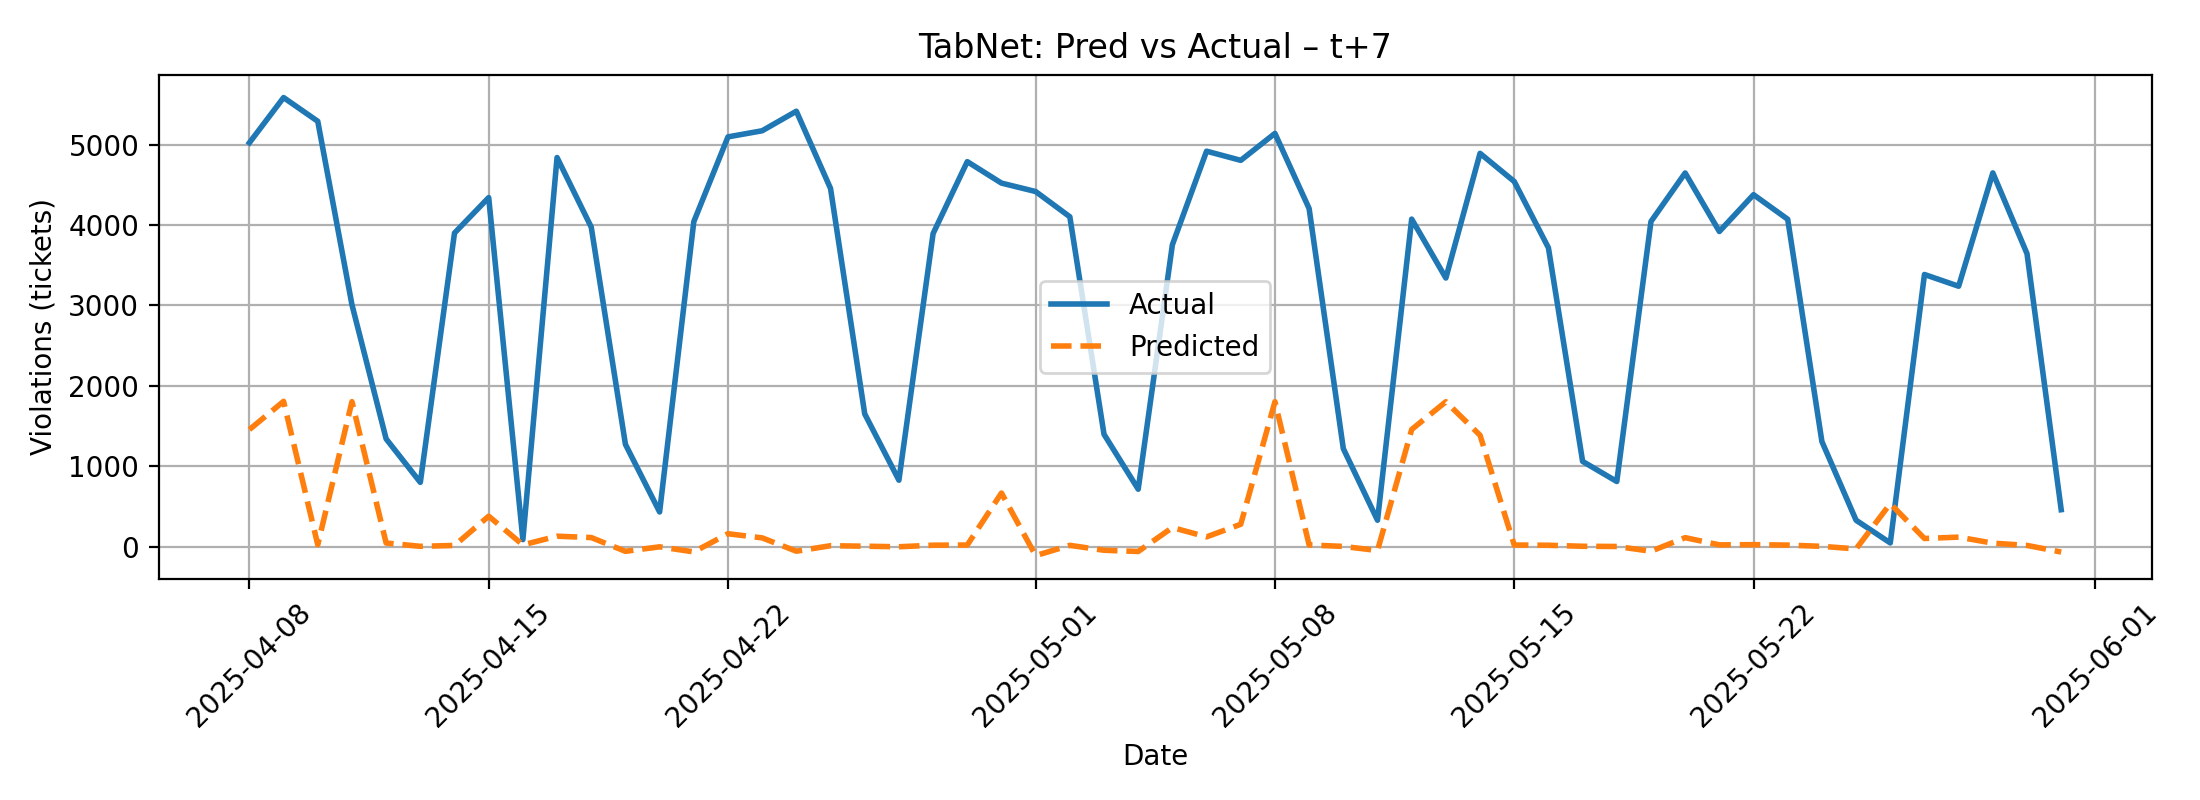 TabNet: Pred vs Actual – t+7
Violations (tickets)
5000
4000
3000
2000
1000
0
Actual
Predicted
2025-04-08
2025-04-15
2025-04-22
2025-05-01
2025-05-08
2025-05-15
2025-05-22
2025-06-01
Date